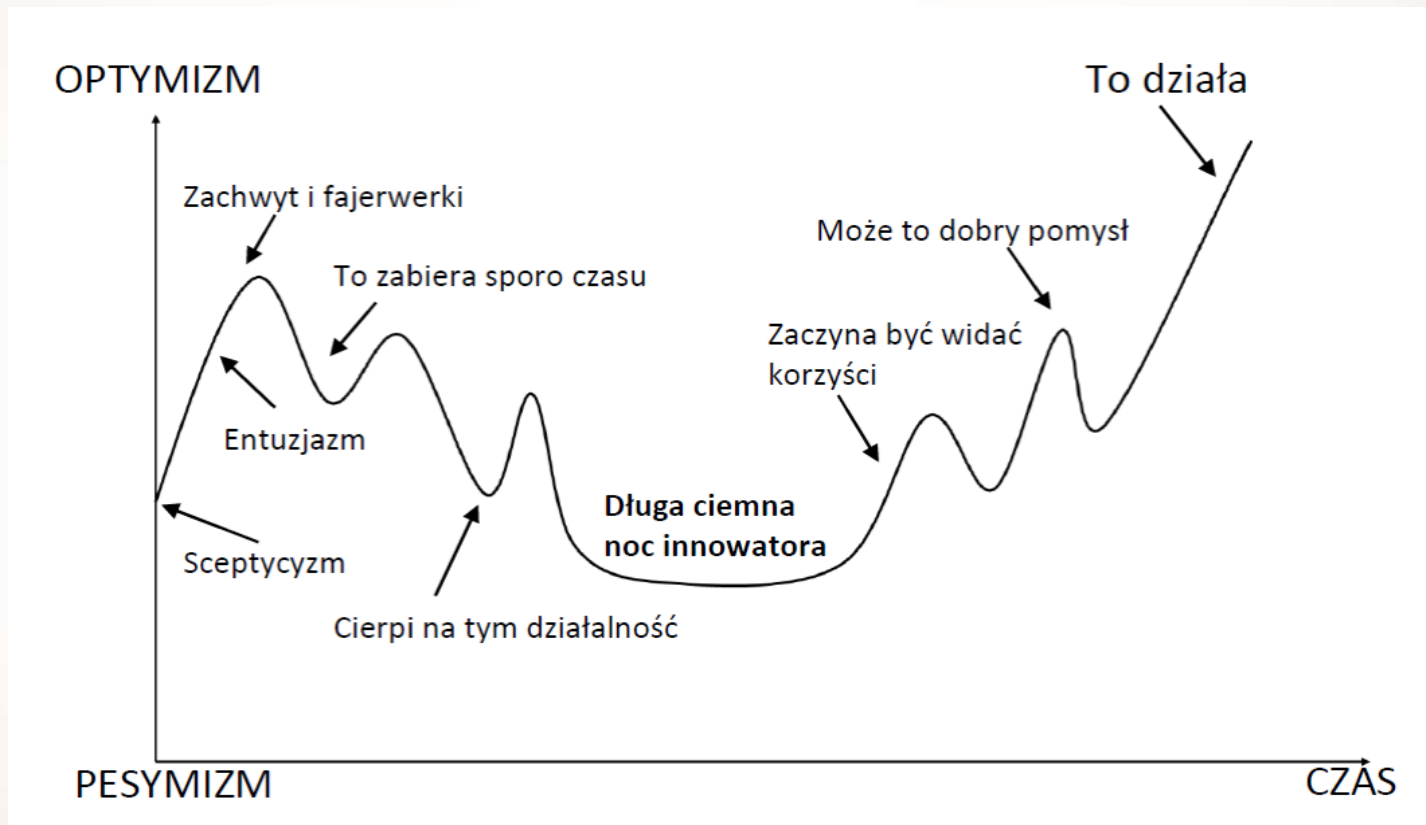 OPTYMIZM
To działa
Zachwyt i fajerwerki
Może to dobry pomysł
To zabiera sporo czasu
Zaczyna być widać
korzyści
Entuzjazm
Długa ciemna
noc innowatora
Sceptycyzm
Cierpi na tym działalność
PESYMIZM
CZAS